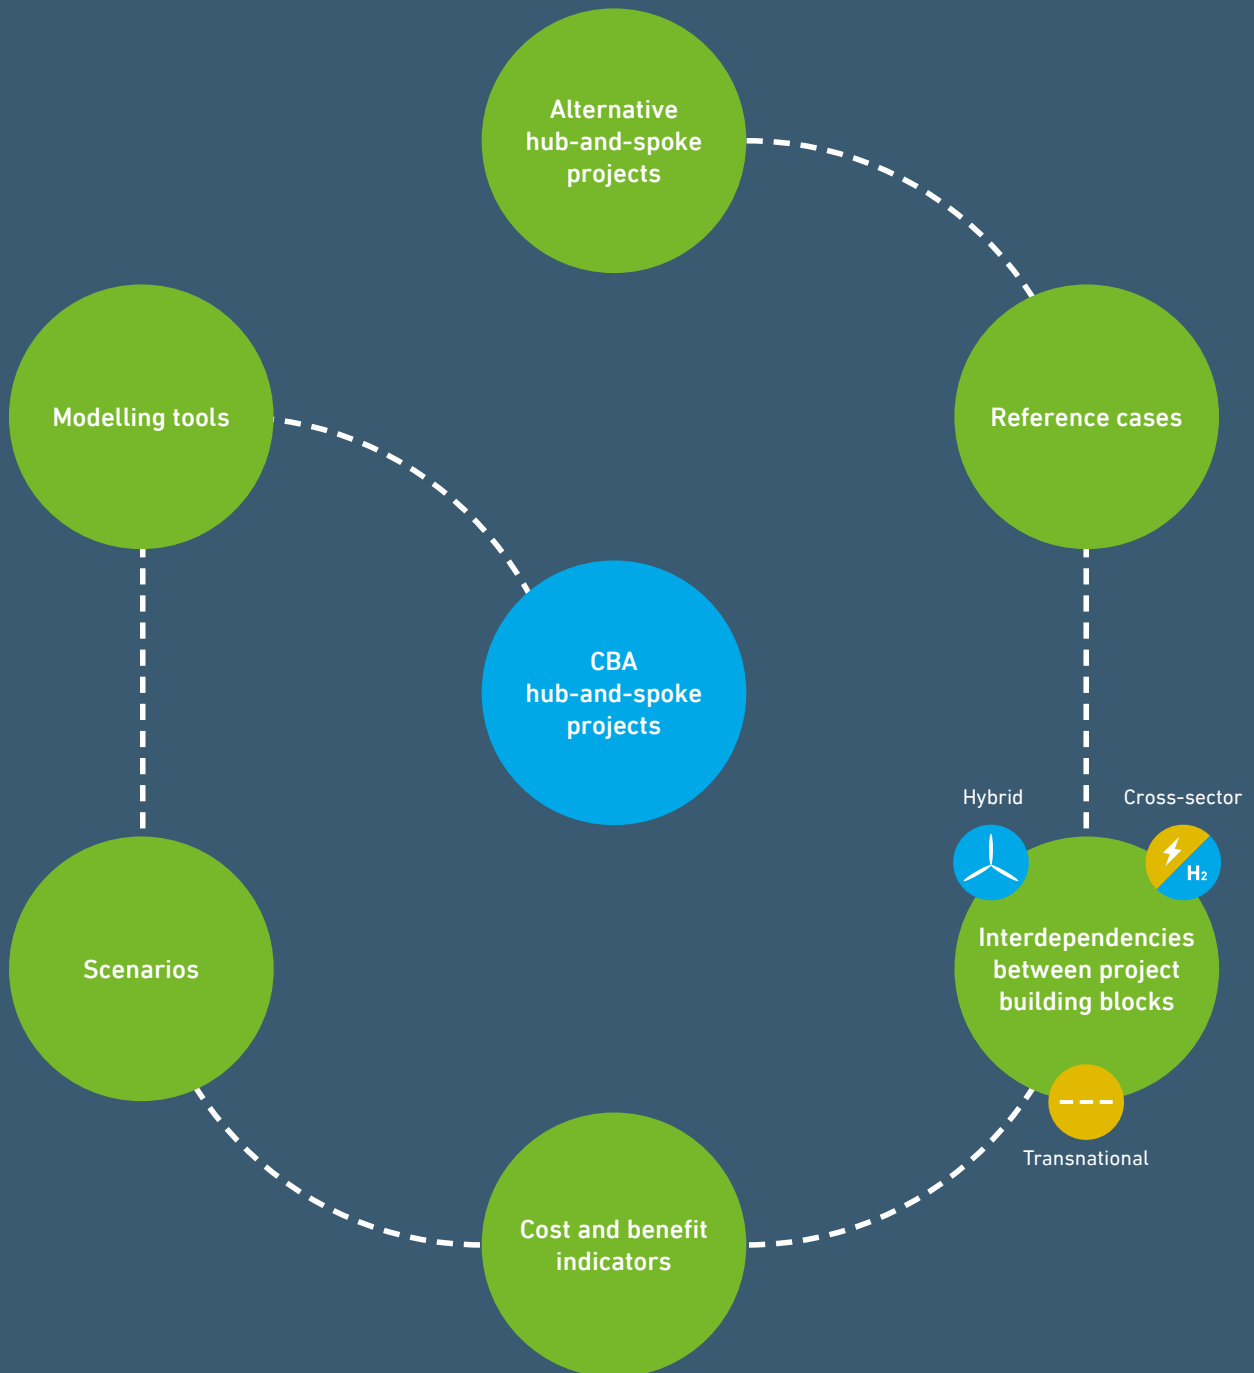 Alternative
hub-and-spoke
projects
Modelling tools
Reference cases
CBA
hub-and-spoke
projects
Hybrid
Cross-sector
H₂
Scenarios
Interdependencies
between project
building blocks
Transnational
Cost and benefit
indicators